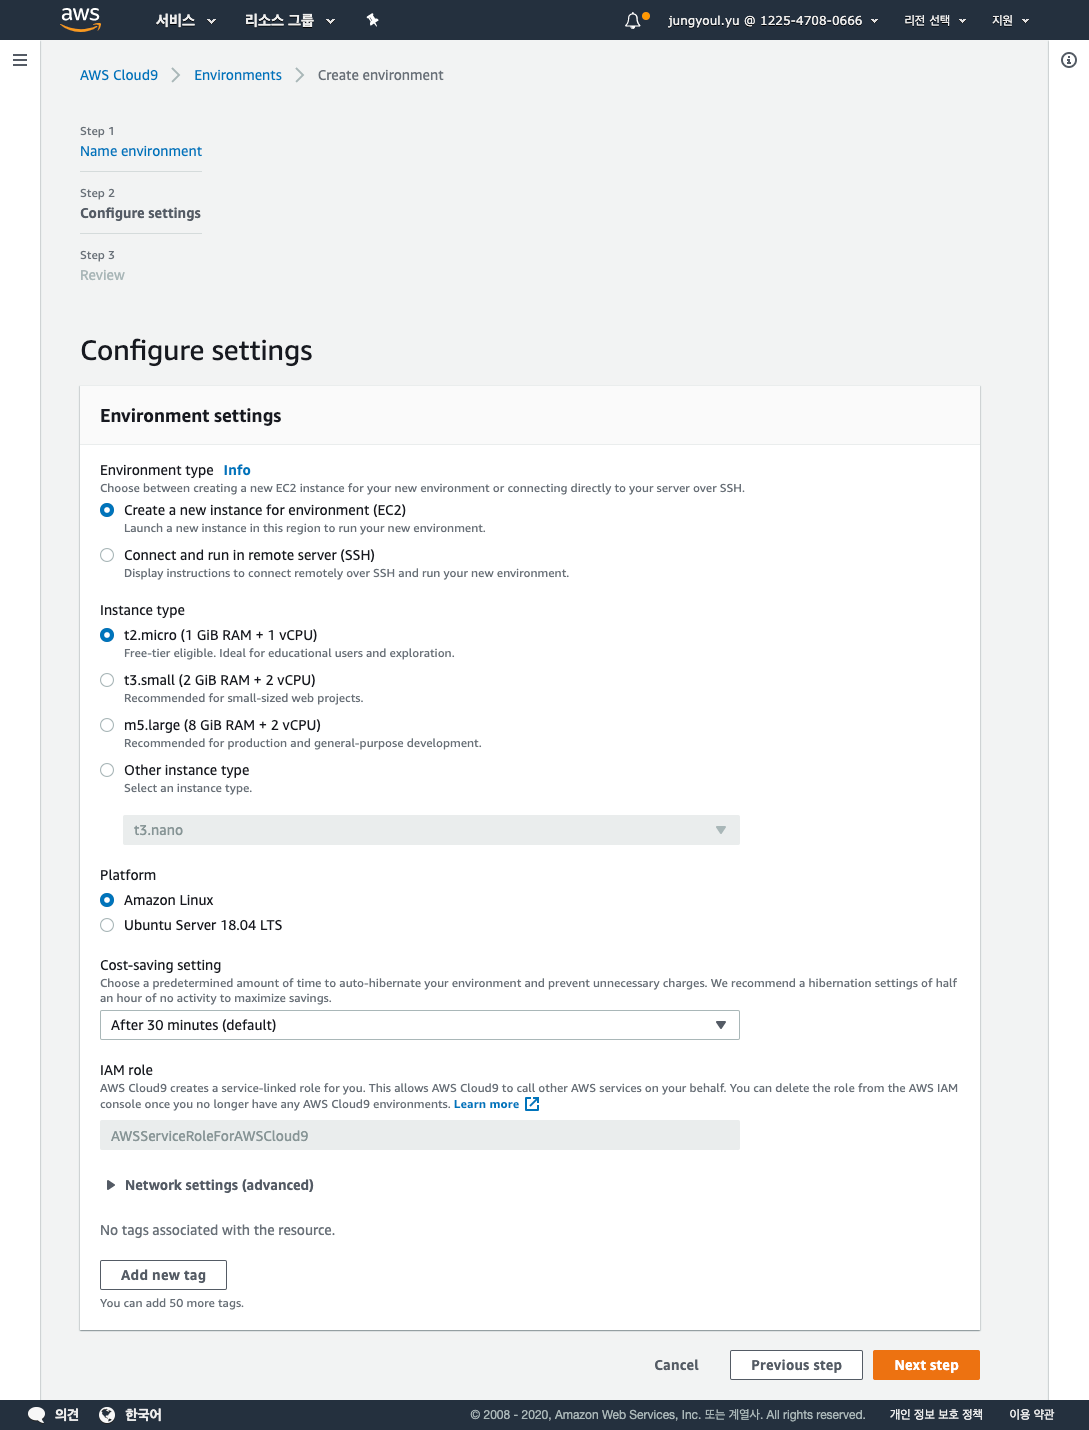 aws 서비스 리소스 그룹 jungyoul.yu @ 1225-4708-0666 리전 선택 지원
AWS Cloud9 Environments Create environment
Step 1
Name environment
Step 2
Configure settings
Step 3
Review
Configure settings
Environment settings
Environment type Info
Choose between creating a new EC2 instance for your new environment or connecting directly to your server over SSH.
Create a new instance for environment (EC2)
Launch a new instance in this region to run your new environment.
Connect and run in remote server (SSH)
Display instructions to connect remotely over SSH and run your new environment.
Instance type
t2.micro (1 GiB RAM + 1 vCPU)
Free-tier eligible. Ideal for educational users and exploration.
t3.small (2 GiB RAM + 2 vCPU)
Recommended for small-sized web projects.
m5.large (8 GiB RAM + 2 vCPU)
Recommended for production and general-purpose development.
Other instance type
Select an instance type.
t3.nano
Platform
Amazon Linux
Ubuntu Server 18.04 LTS
Cost-saving setting
Choose a predetermined amount of time to auto-hibernate your environment and prevent unnecessary charges. We recommend a hibernation settings of half
an hour of no activity to maximize savings.
After 30 minutes (default)
IAM role
AWS Cloud9 creates a service-linked role for you. This allows AWS Cloud9 to call other AWS services on your behalf. You can delete the role from the AWS IAM
console once you no longer have any AWS Cloud9 environments. Learn more
AWSServiceRoleForAWSCloud9
Network settings (advanced)
No tags associated with the resource.
Add new tag
You can add 50 more tags.
Cancel Previous step Next step
의견 한국어 © 2008 - 2020, Amazon Web Services, Inc. 또는 계열사. All rights reserved. 개인 정보 보호 정책 이용 약관